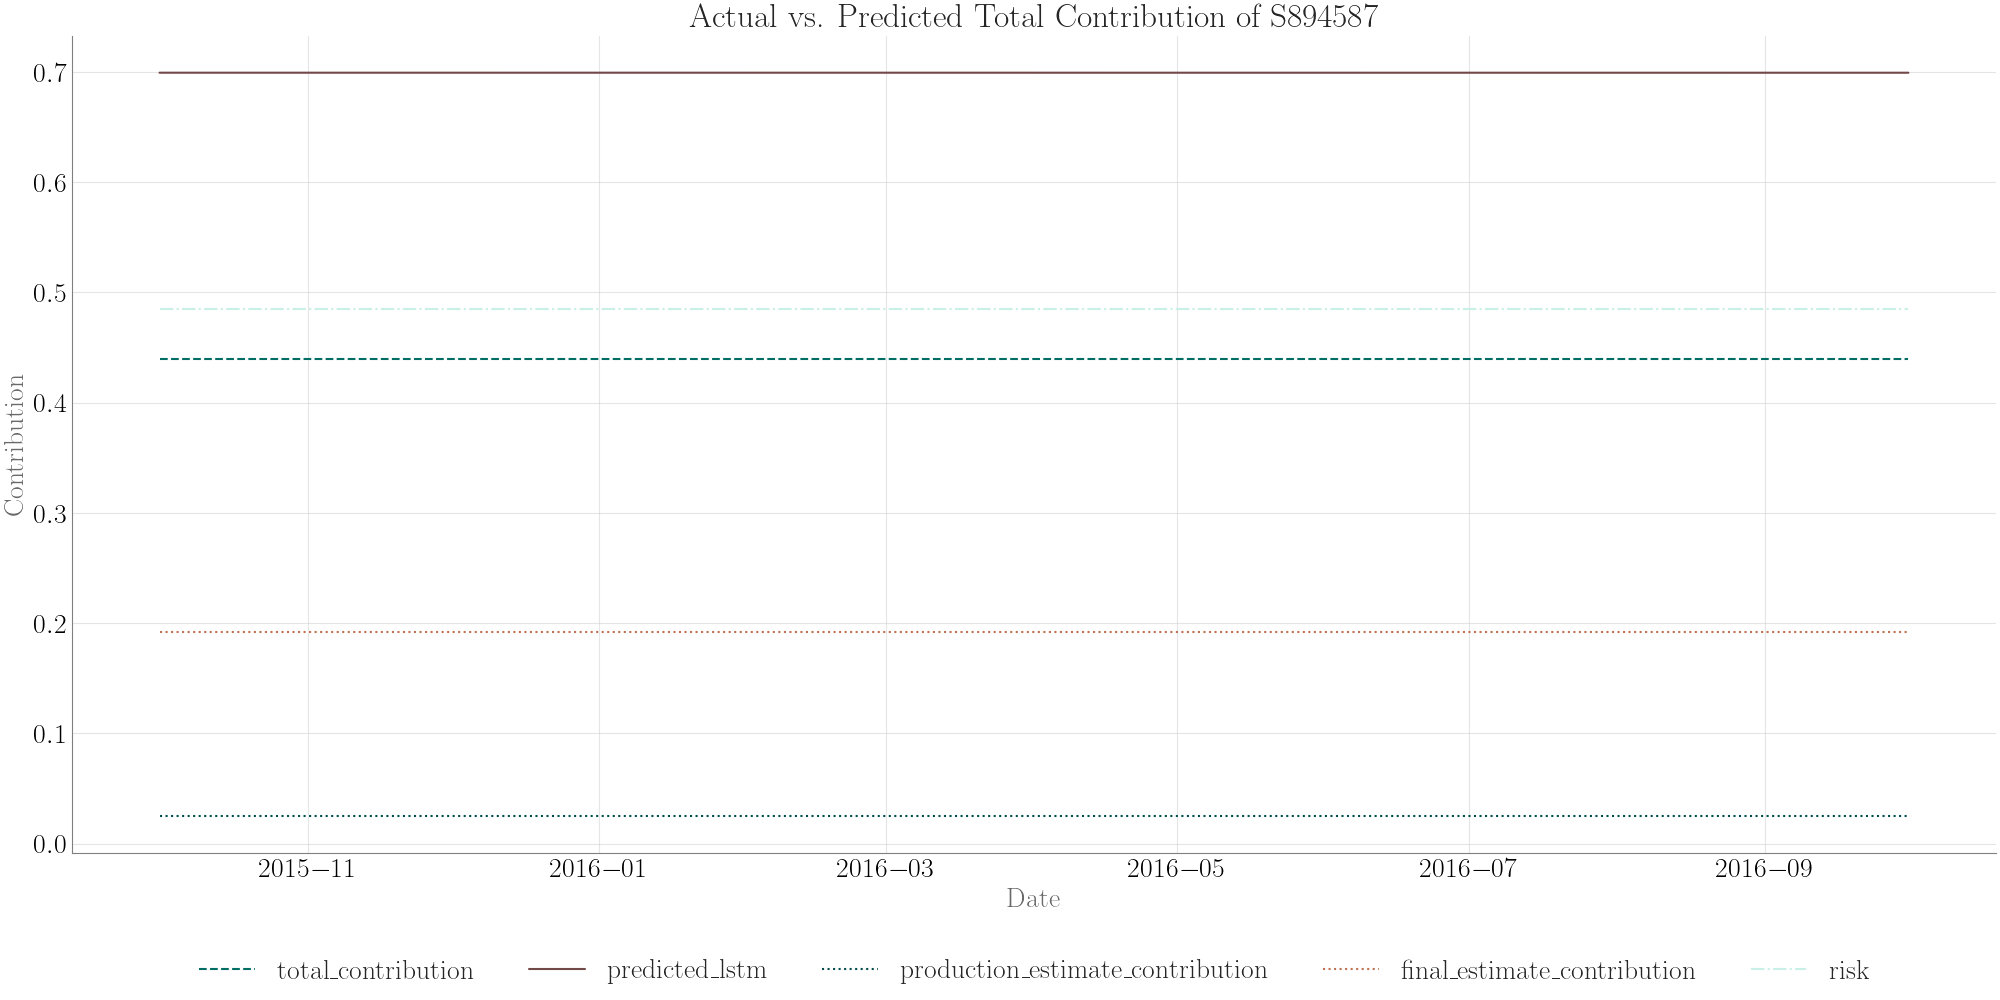 Actual vs. Predicted Total Contribution of S894587
0.7
0.6
0.5
0.4
0.3
0.2
0.1
0.0
Contribution
2015–11 2016–01 2016–03 2016–05 2016–07 2016–09
Date
total_contribution predicted_lstm production_estimate_contribution final_estimate_contribution risk